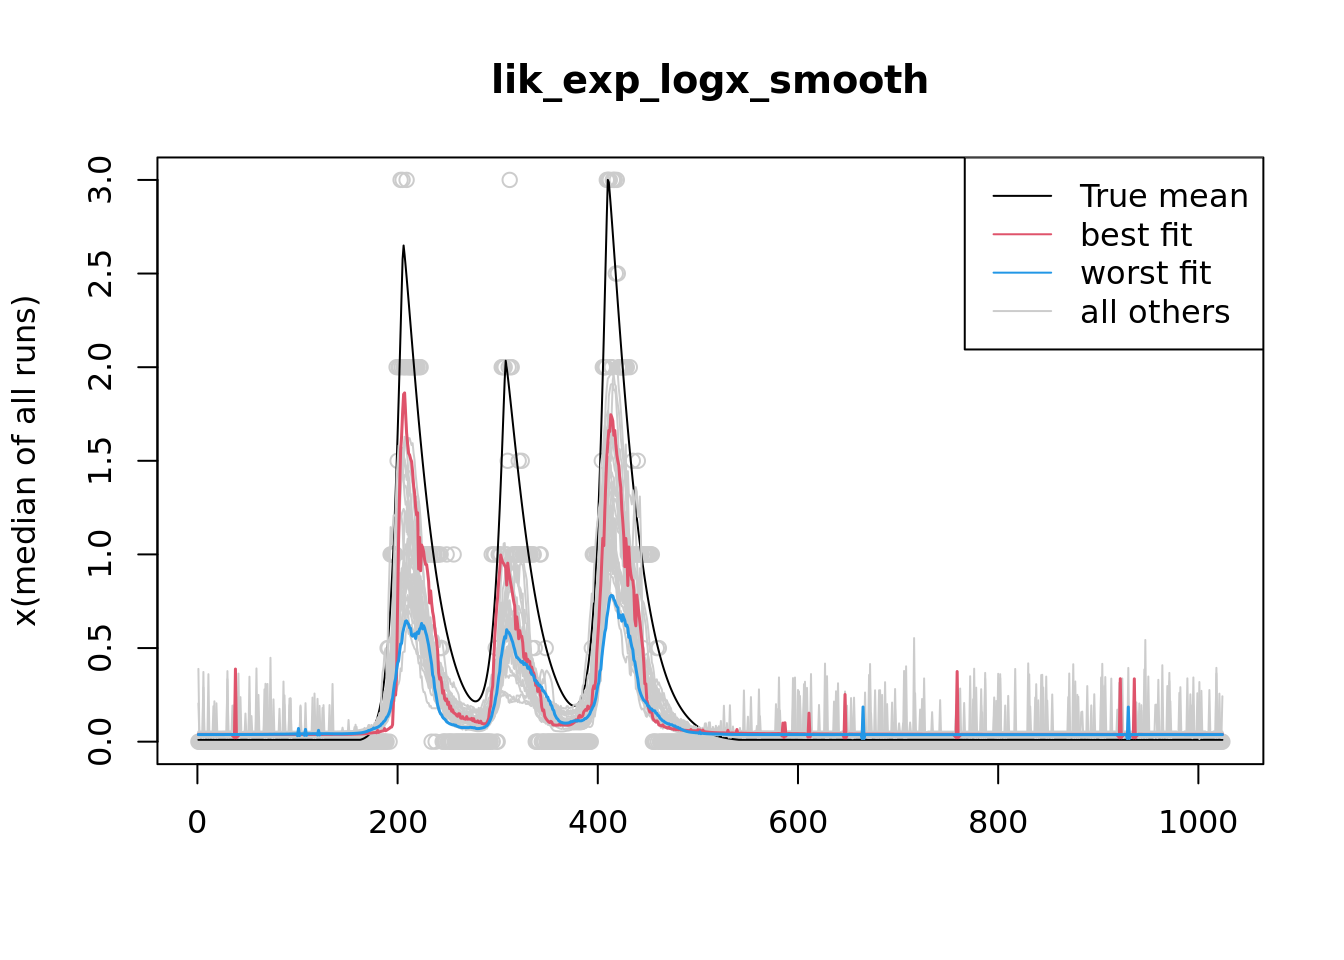 lik_exp_logx_smooth
x(median of all runs)
3.0
2.5
2.0
1.5
1.0
0.5
0.0
True mean
best fit
worst fit
all others
0 200 400 600 800 1000